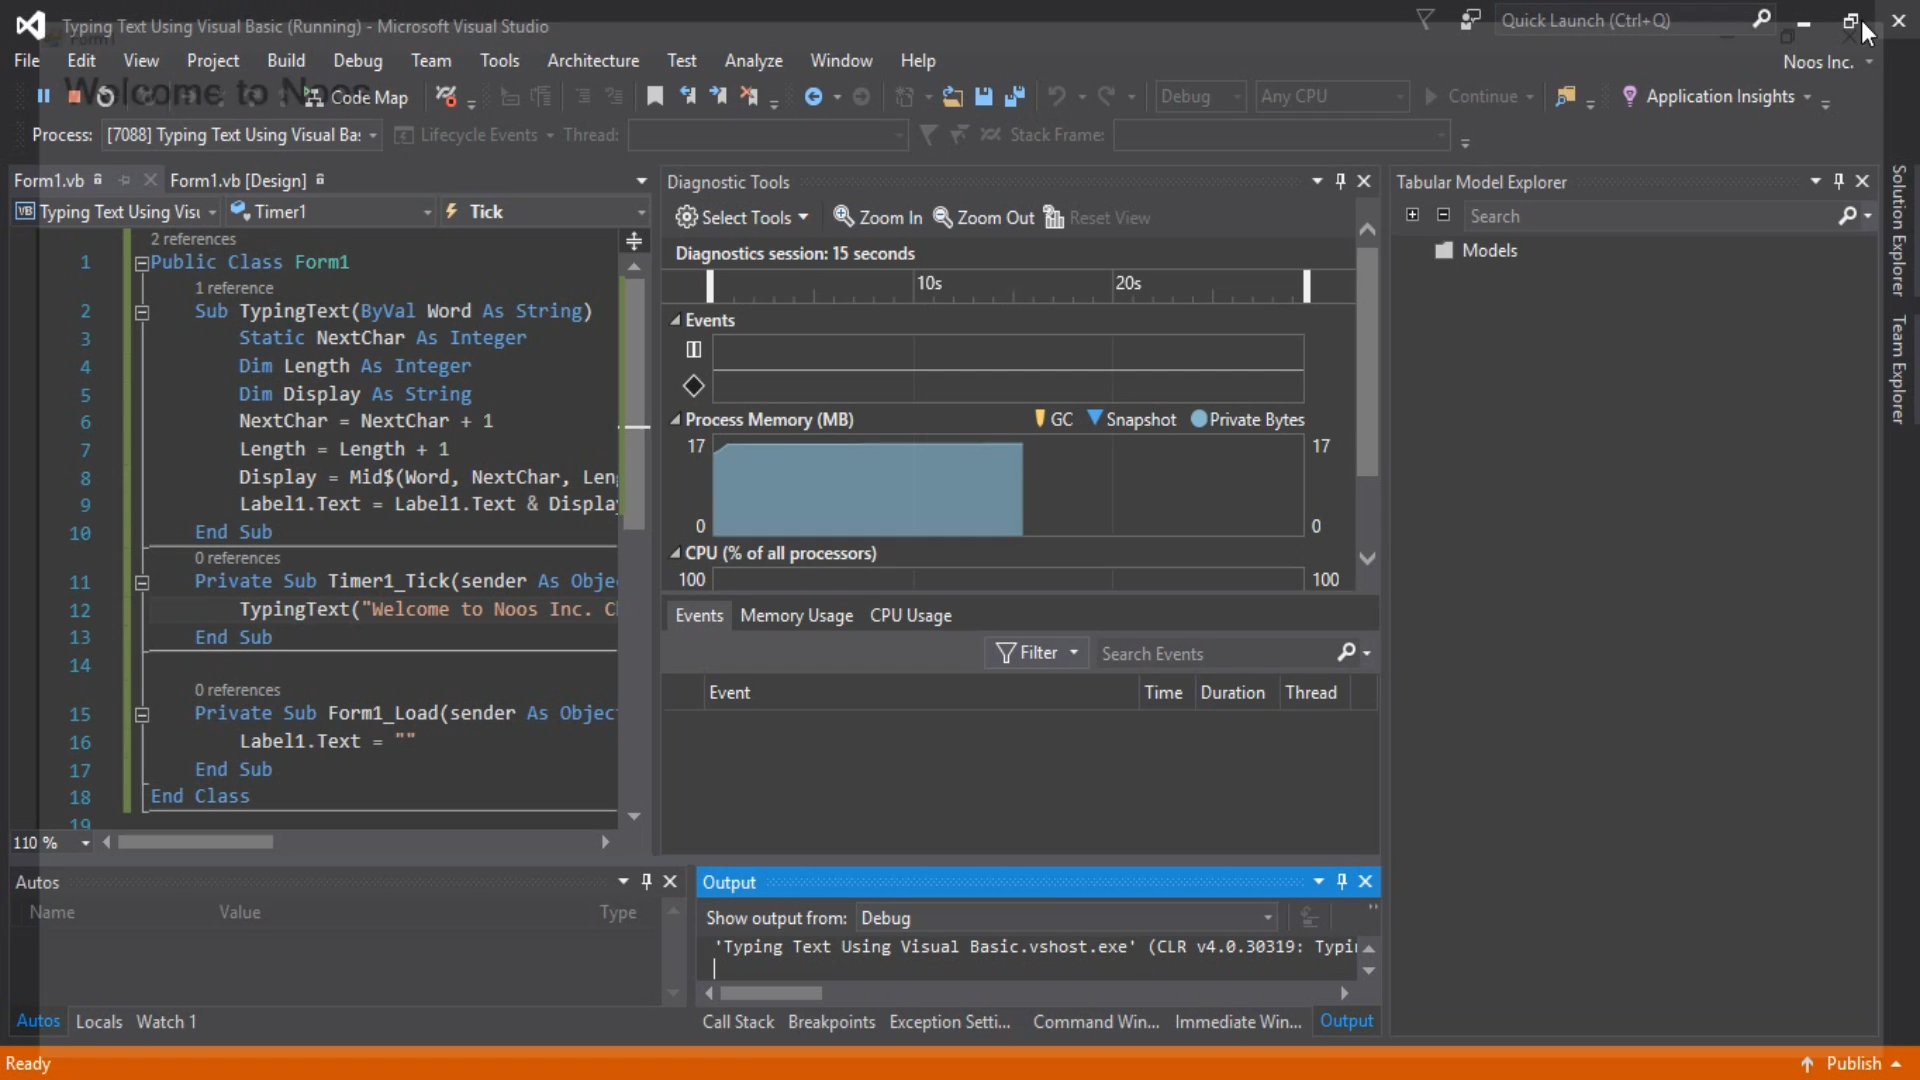 Typing Text Using Visual Basic (Running) - Microsoft Visual Studio
Quick Launch (Ctrl+Q)
File Edit View Project Build Debug Team Tools Test Architecture Analyze Window Help
Noos Inc.
Welcome to Noos
Code Map
Debug
Any CPU
Continue
Application Insights
Process: [7088] Typing Text Using Visual Ba
Lifecycle Events
Thread:
Stack Frame:
Form1.vb
Form1.vb [Design]
Typing Text Using Visu
Timer1
Tick
2 references
1 Public Class Form1
1 reference
2 Sub TypingText(ByVal Word As String)
3 Static NextChar As Integer
4 Dim Length As Integer
5 Dim Display As String
6 NextChar = NextChar + 1
7 Length = Length + 1
8 Display = Mid$(Word, NextChar, Len
9 Label1.Text = Label1.Text & Displa
10 End Sub
0 references
11 Private Sub Timer1_Tick(sender As Obje
12 TypingText("Welcome to Noos Inc. C
13 End Sub
14
0 references
15 Private Sub Form1_Load(sender As Objec
16 Label1.Text = ""
17 End Sub
18 End Class
19
110 %
Diagnostic Tools
Select Tools
Zoom In
Zoom Out
Reset View
Diagnostics session: 15 seconds
10s
20s
Events
Process Memory (MB)
GC
Snapshot
Private Bytes
17
17
0
0
CPU (% of all processors)
100
100
Events
Memory Usage
CPU Usage
Filter
Search Events
Event
Time
Duration
Thread
Tabular Model Explorer
Search
Models
Solution Explorer
Team Explorer
Autos
Name
Value
Type
Autos
Locals
Watch 1
Output
Show output from: Debug
'Typing Text Using Visual Basic.vshost.exe' (CLR v4.0.30319: Typi
Call Stack
Breakpoints
Exception Setti...
Command Win...
Immediate Win...
Output
Ready
Publish